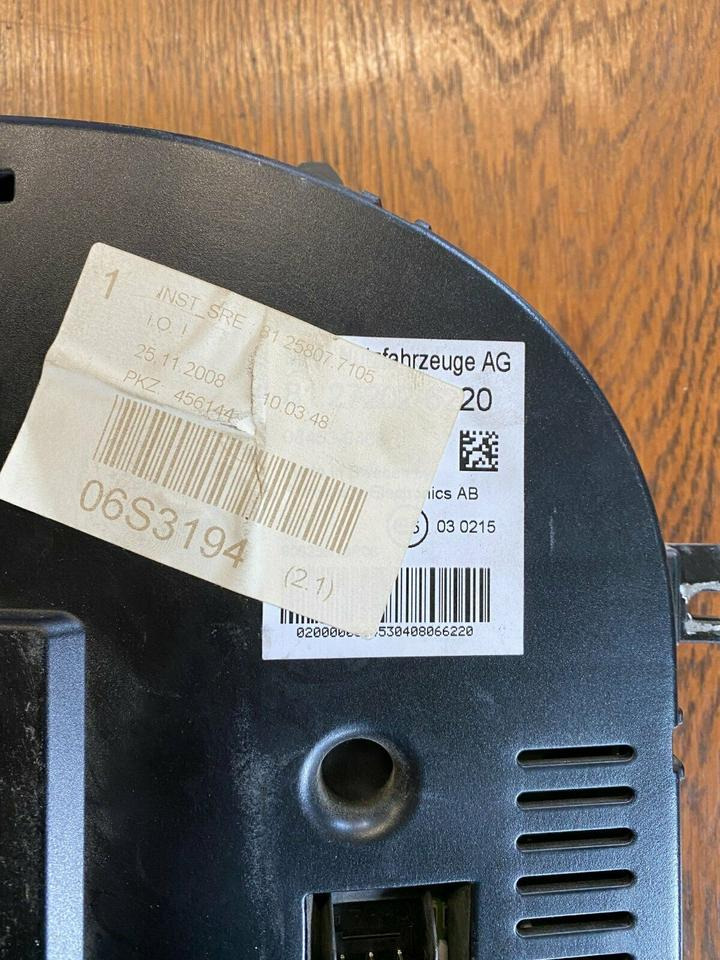 1 INST_SRE 81.25807.7105
I.O. I
25.11.2008 10:03:48
PKZ: 456144
06S3194
(2.1)
fahrzeuge AG
20
AB
03 0215
530408066220